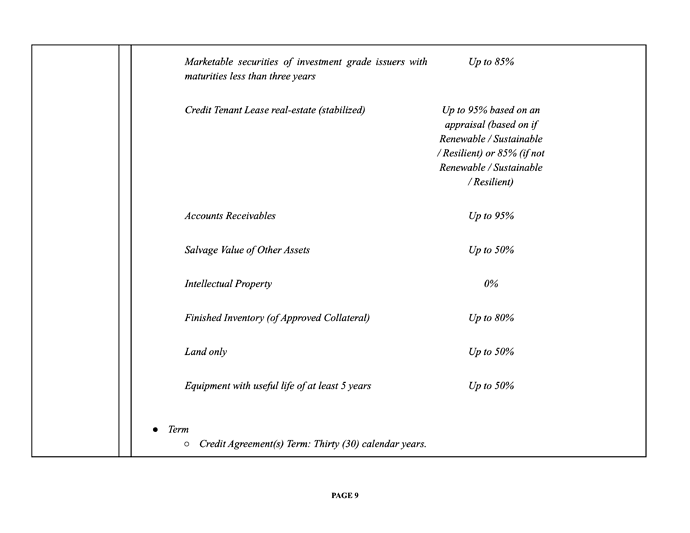 Marketable securities of investment grade issuers with Up to 85%
maturities less than three years
Credit Tenant Lease real-estate (stabilized) Up to 95% based on an
appraisal (based on if
Renewable / Sustainable
/ Resilient) or 85% (if not
Renewable / Sustainable
/ Resilient)
Accounts Receivables Up to 95%
Salvage Value of Other Assets Up to 50%
Intellectual Property 0%
Finished Inventory (of Approved Collateral) Up to 80%
Land only Up to 50%
Equipment with useful life of at least 5 years Up to 50%
● Term
○ Credit Agreement(s) Term: Thirty (30) calendar years.
PAGE 9